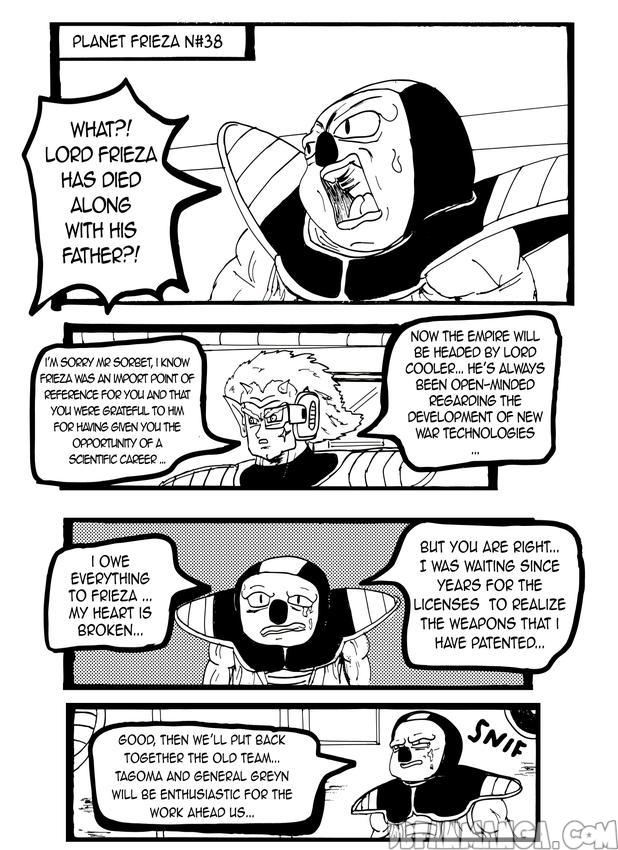 PLANET FRIEZA N#38
WHAT?!
LORD FRIEZA
HAS DIED
ALONG
WITH HIS
FATHER?!
I'M SORRY MR SORBET, I KNOW
FRIEZA WAS AN IMPORT POINT OF
REFERENCE FOR YOU AND THAT
YOU WERE GRATEFUL TO HIM
FOR HAVING GIVEN YOU THE
OPPORTUNITY OF A
SCIENTIFIC CAREER ...
NOW THE EMPIRE WILL
BE HEADED BY LORD
COOLER... HE'S ALWAYS
BEEN OPEN-MINDED
REGARDING THE
DEVELOPMENT OF NEW
WAR TECHNOLOGIES
...
I OWE
EVERYTHING
TO FRIEZA ...
MY HEART IS
BROKEN...
BUT YOU ARE RIGHT...
I WAS WAITING SINCE
YEARS FOR THE
LICENSES TO REALIZE
THE WEAPONS THAT I
HAVE PATENTED...
GOOD, THEN WE'LL PUT BACK
TOGETHER THE OLD TEAM...
TAGOMA AND GENERAL GREYN
WILL BE ENTHUSIASTIC FOR THE
WORK AHEAD US...
SNIF